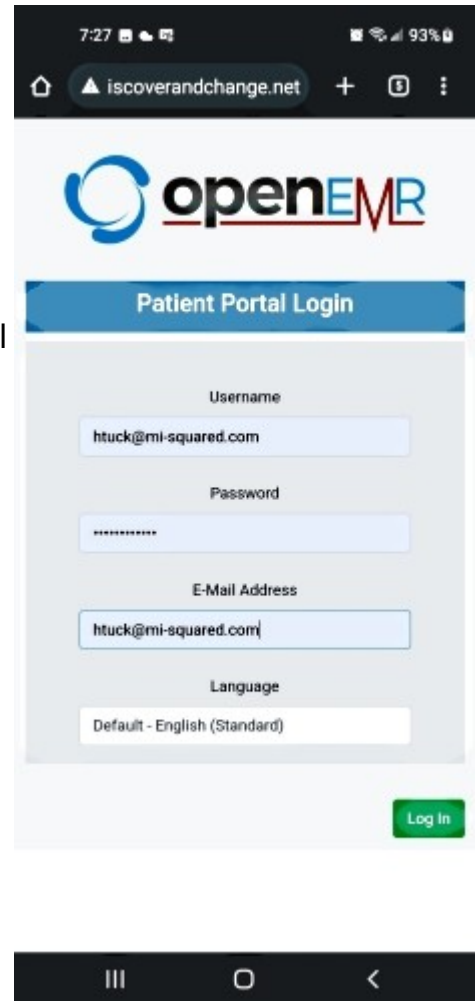 7:27
93%
iscoverandchange.net + 5
openEMR
Patient Portal Login
l
Username
htuck@mi-squared.com
Password
············
E-Mail Address
htuck@mi-squared.com
Language
Default - English (Standard)
Log In